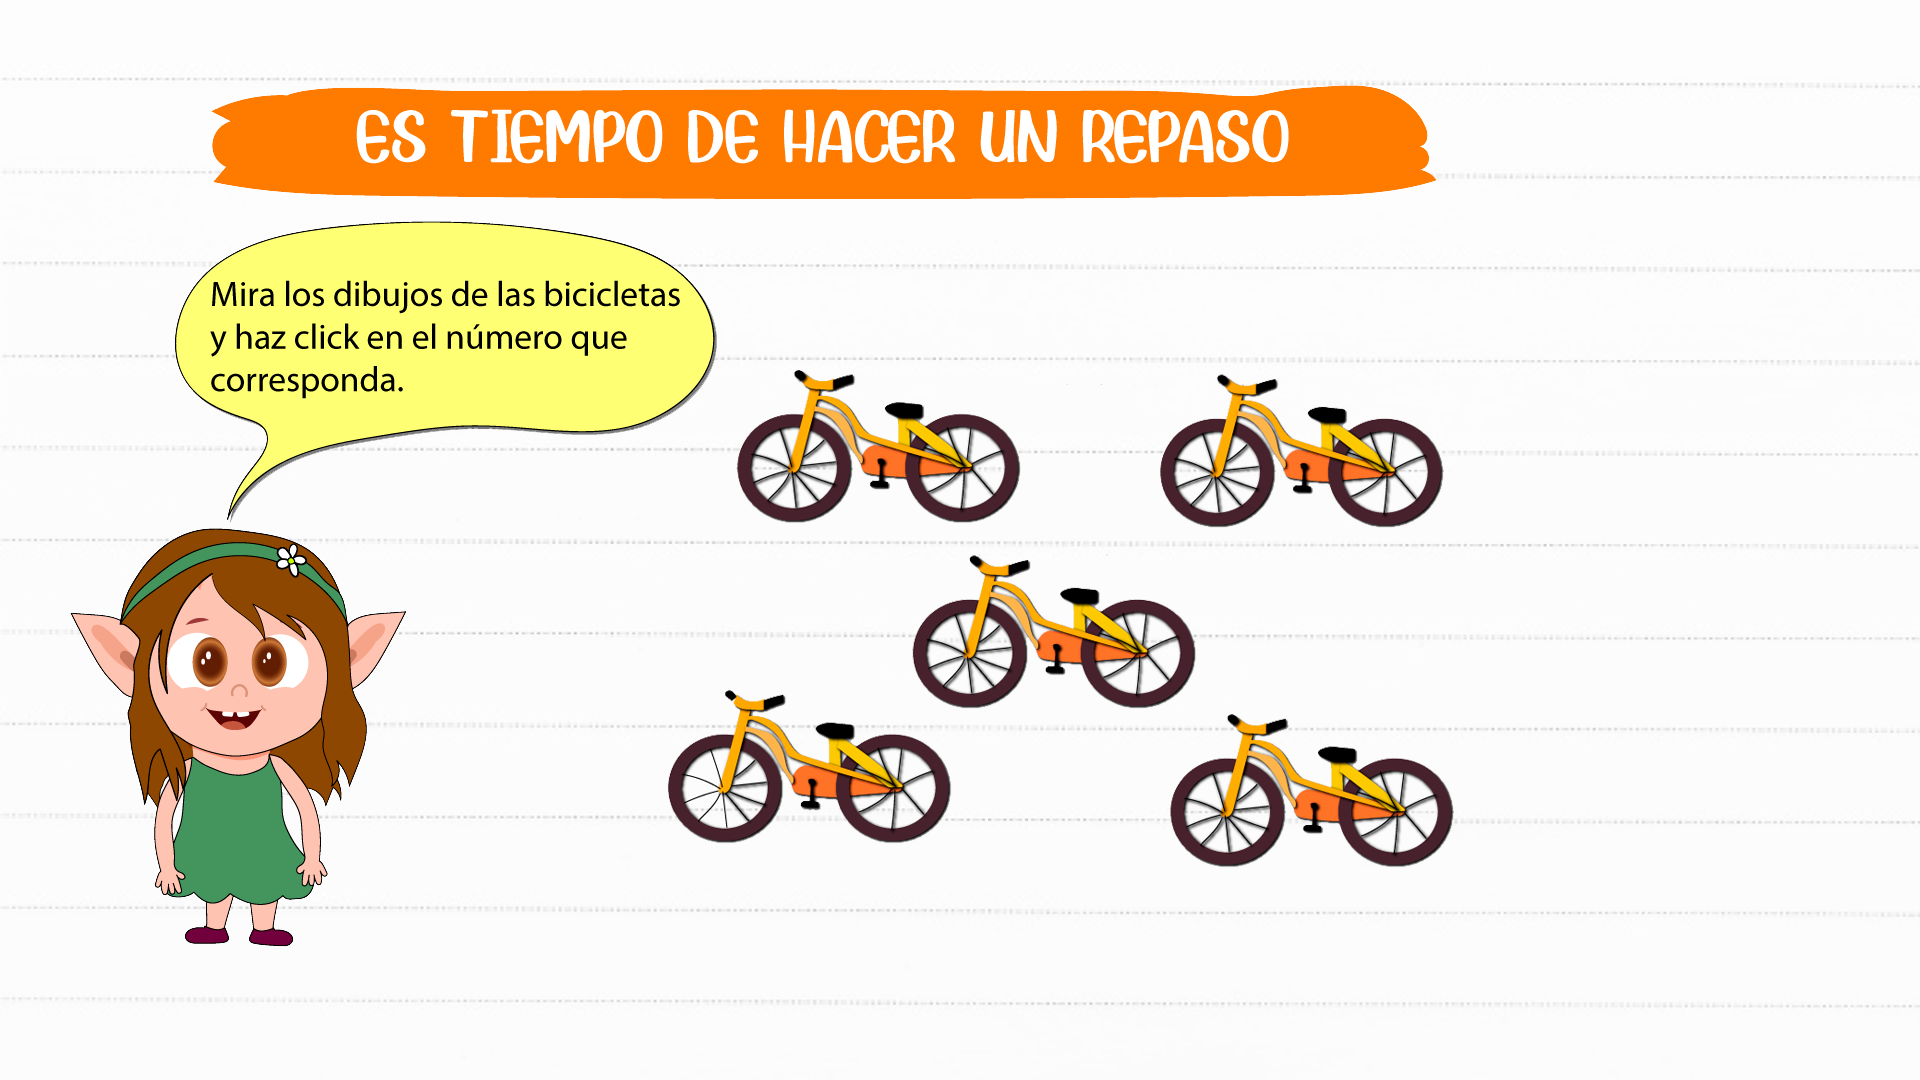 ES TIEMPO DE HACER UN REPASO
Mira los dibujos de las bicicletas
y haz click en el número que
corresponda.